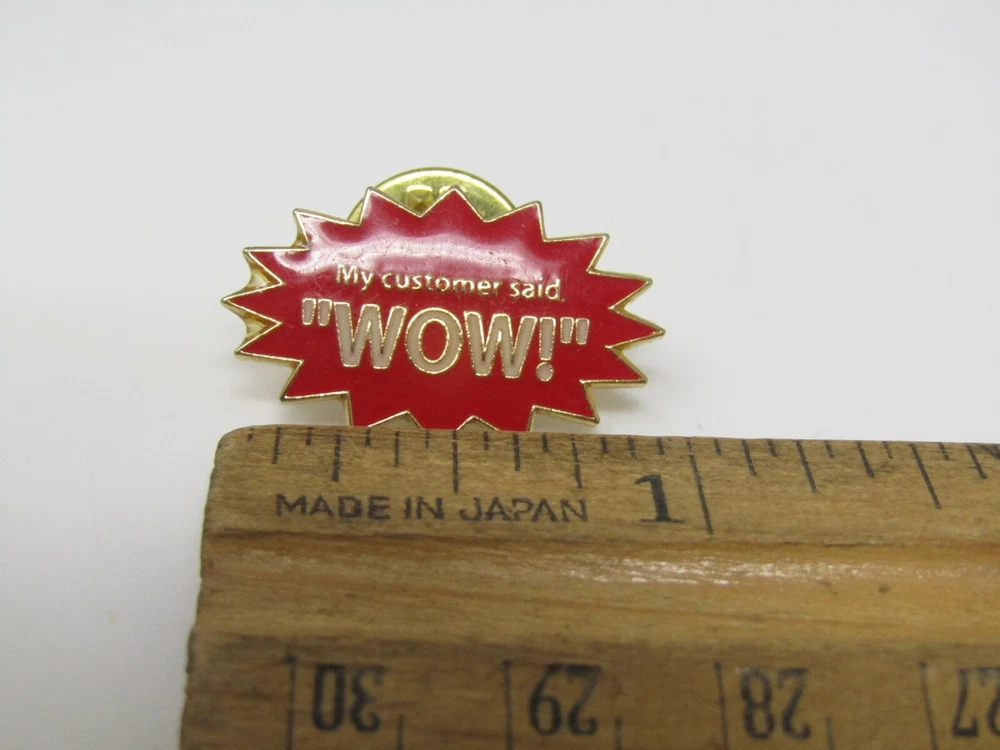 My customer said
"WOW!"
1
MADE IN JAPAN
30 29 28 27